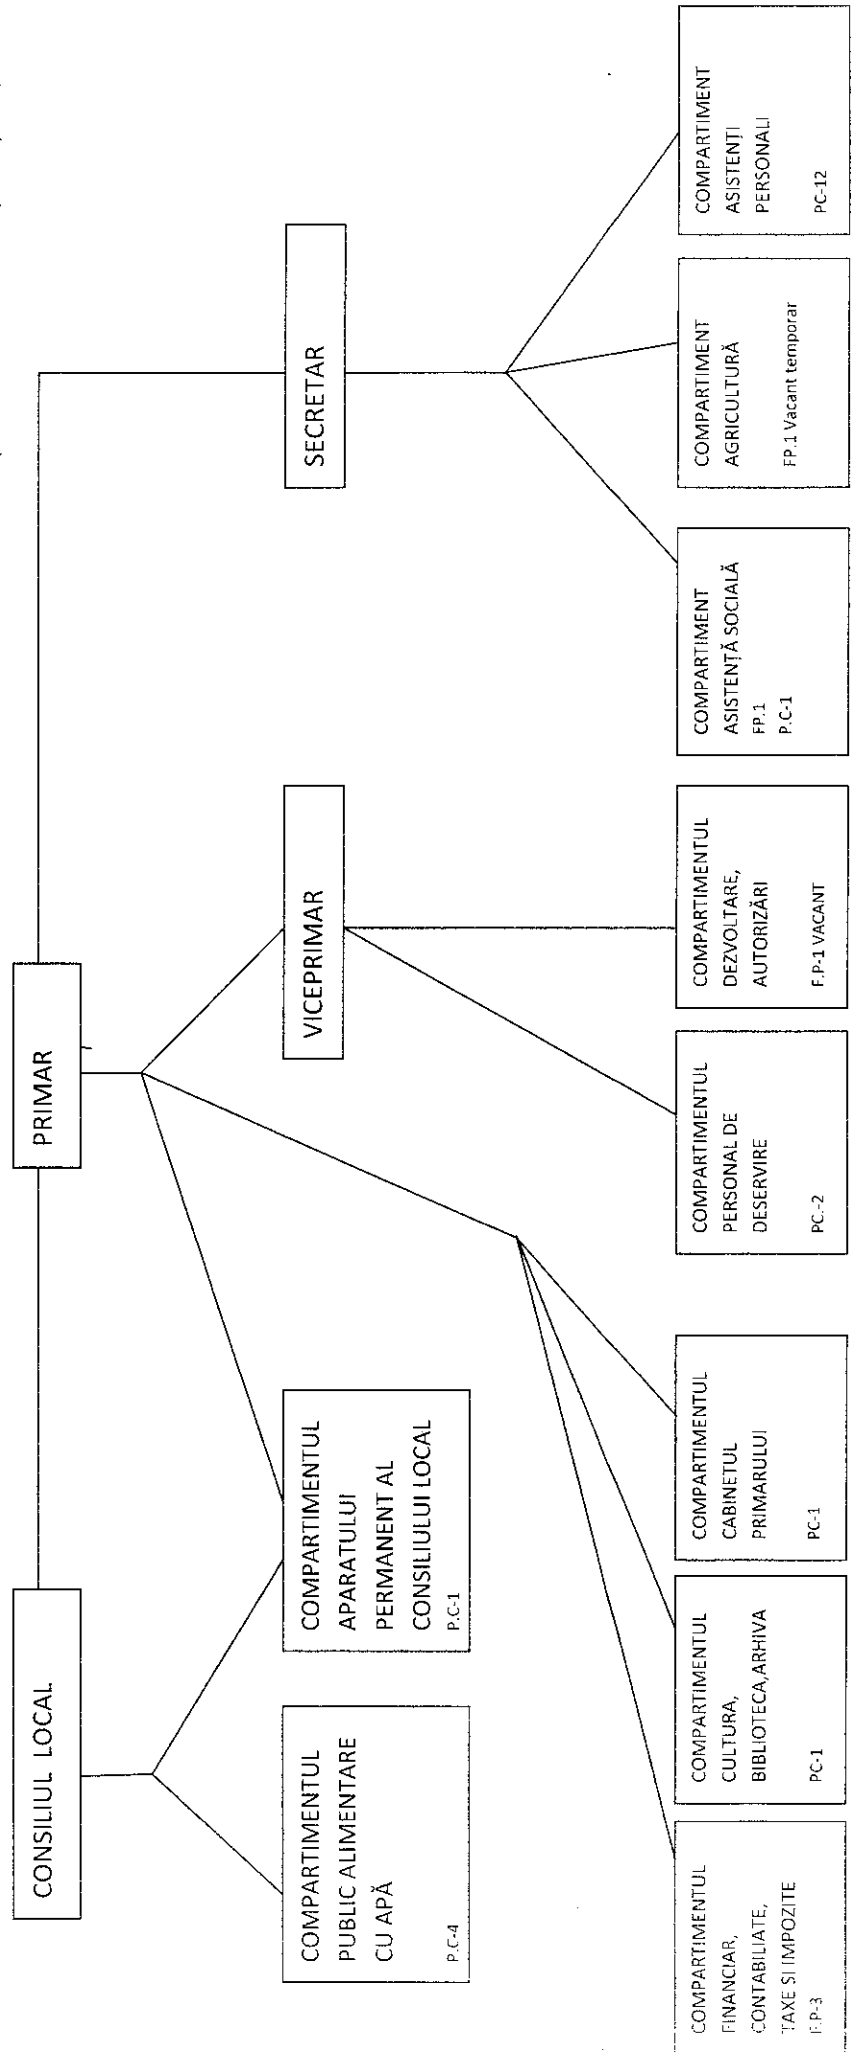 CONSILIUL LOCAL
PRIMAR
COMPARTIMENTUL
PUBLIC ALIMENTARE
CU APĂ
P.C-4
COMPARTIMENTUL
APARATULUI
PERMANENT AL
CONSILIULUI LOCAL
P.C-1
VICEPRIMAR
SECRETAR
COMPARTIMENTUL
FINANCIAR,
CONTABILIATE,
TAXE SI IMPOZITE
F.P-3
COMPARTIMENTUL
CULTURA,
BIBLIOTECA,ARHIVA
PC-1
COMPARTIMENTUL
CABINETUL
PRIMARULUI
PC-1
COMPARTIMENTUL
PERSONAL DE
DESERVIRE
PC.-2
COMPARTIMENTUL
DEZVOLTARE,
AUTORIZĂRI
F.P-1 VACANT
COMPARTIMENT
ASISTENȚĂ SOCIALĂ
FP.1
P.C-1
COMPARTIMENT
AGRICULTURĂ
FP.1 Vacant temporar
COMPARTIMENT
ASISTENȚI
PERSONALI
PC-12